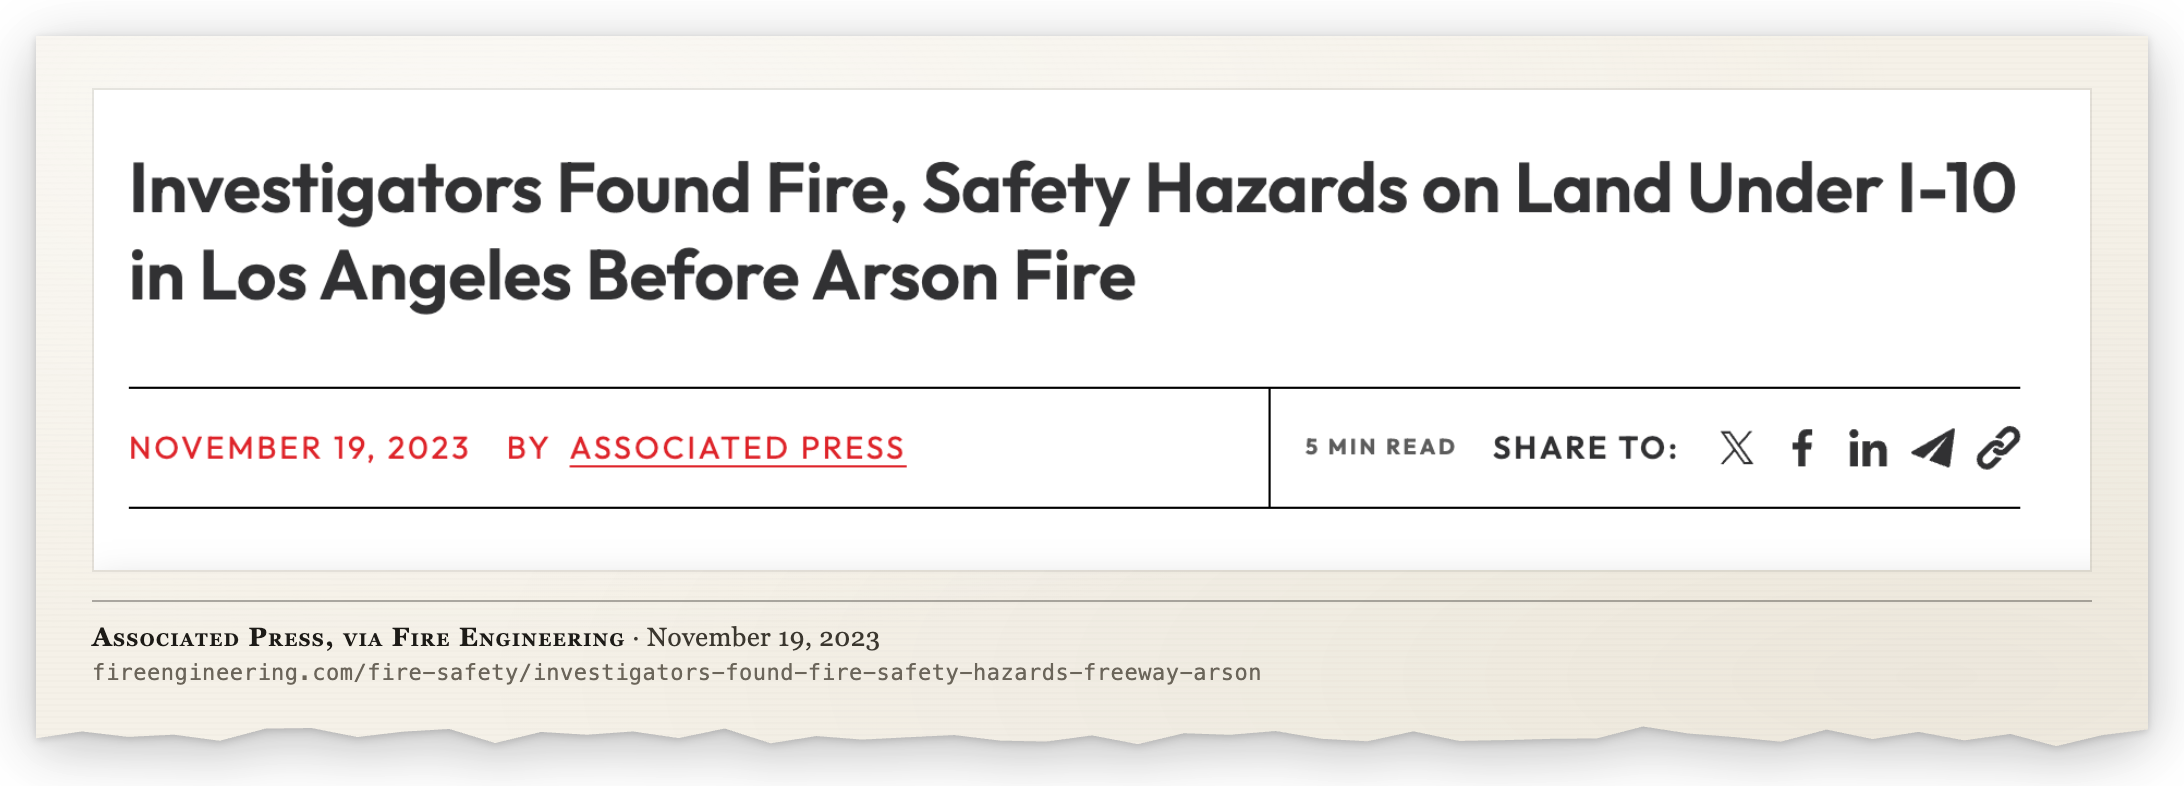 Investigators Found Fire, Safety Hazards on Land Under I-10
in Los Angeles Before Arson Fire
NOVEMBER 19, 2023 BY ASSOCIATED PRESS
5 MIN READ SHARE TO:
Associated Press, via Fire Engineering · November 19, 2023
fireengineering.com/fire-safety/investigators-found-fire-safety-hazards-freeway-arson